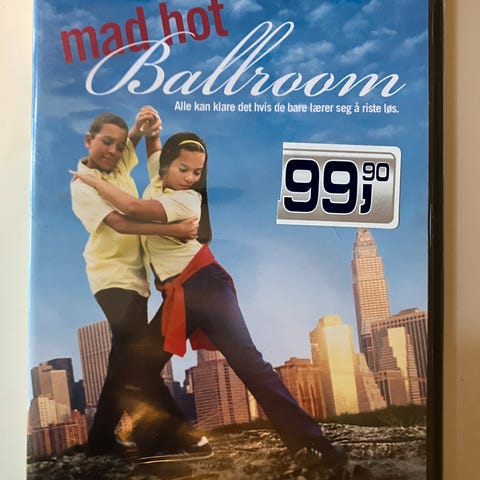 mad hot
Ballroom
Alle kan klare det hvis de bare lærer seg å riste løs.
99,90